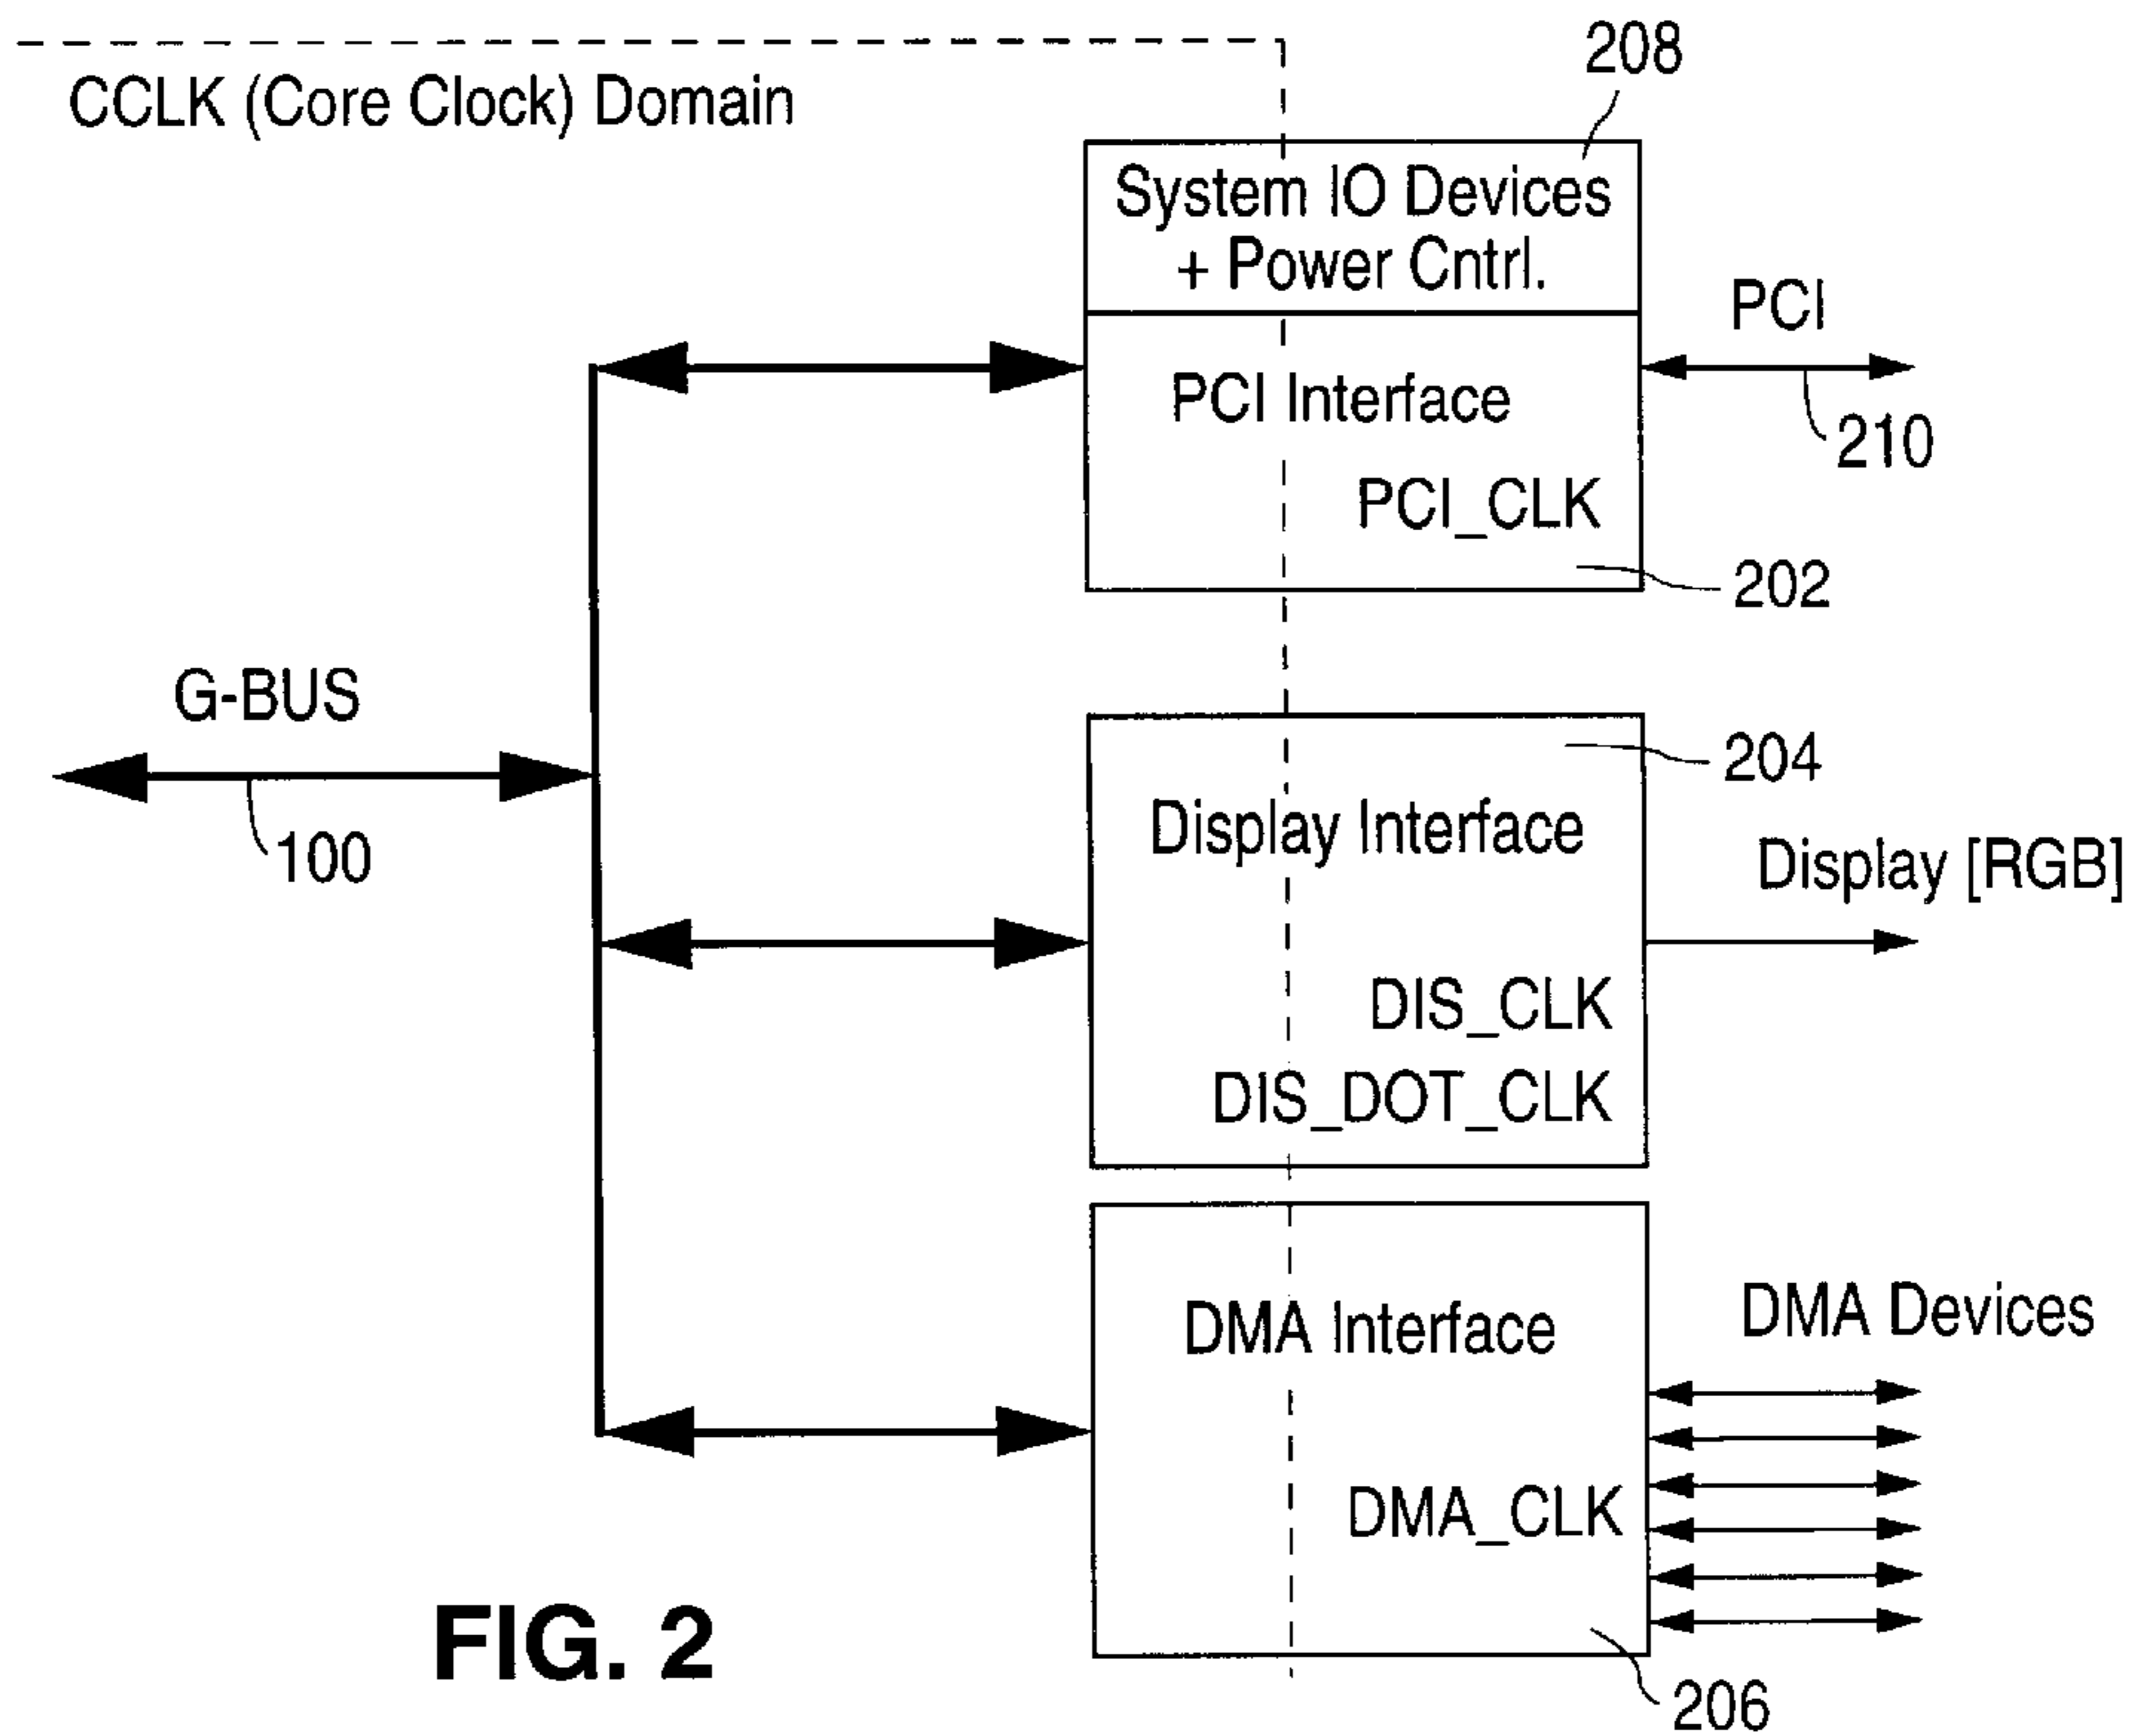 CCLK (Core Clock) Domain
208
System IO Devices
+ Power Cntrl.
PCI
PCI Interface
210
PCI_CLK
202
G-BUS
100
204
Display Interface
Display [RGB]
DIS_CLK
DIS_DOT_CLK
DMA Interface
DMA Devices
DMA_CLK
206
FIG. 2